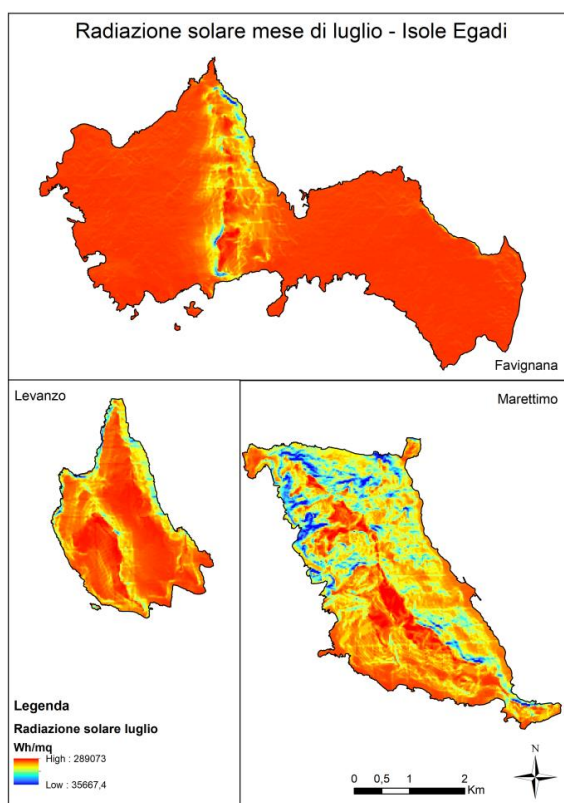 Radiazione solare mese di luglio - Isole Egadi
Favignana
Levanzo
Marettimo
Legenda
Radiazione solare luglio
Wh/mq
High : 289073
Low : 35667,4
N
0 0,5 1 2
Km